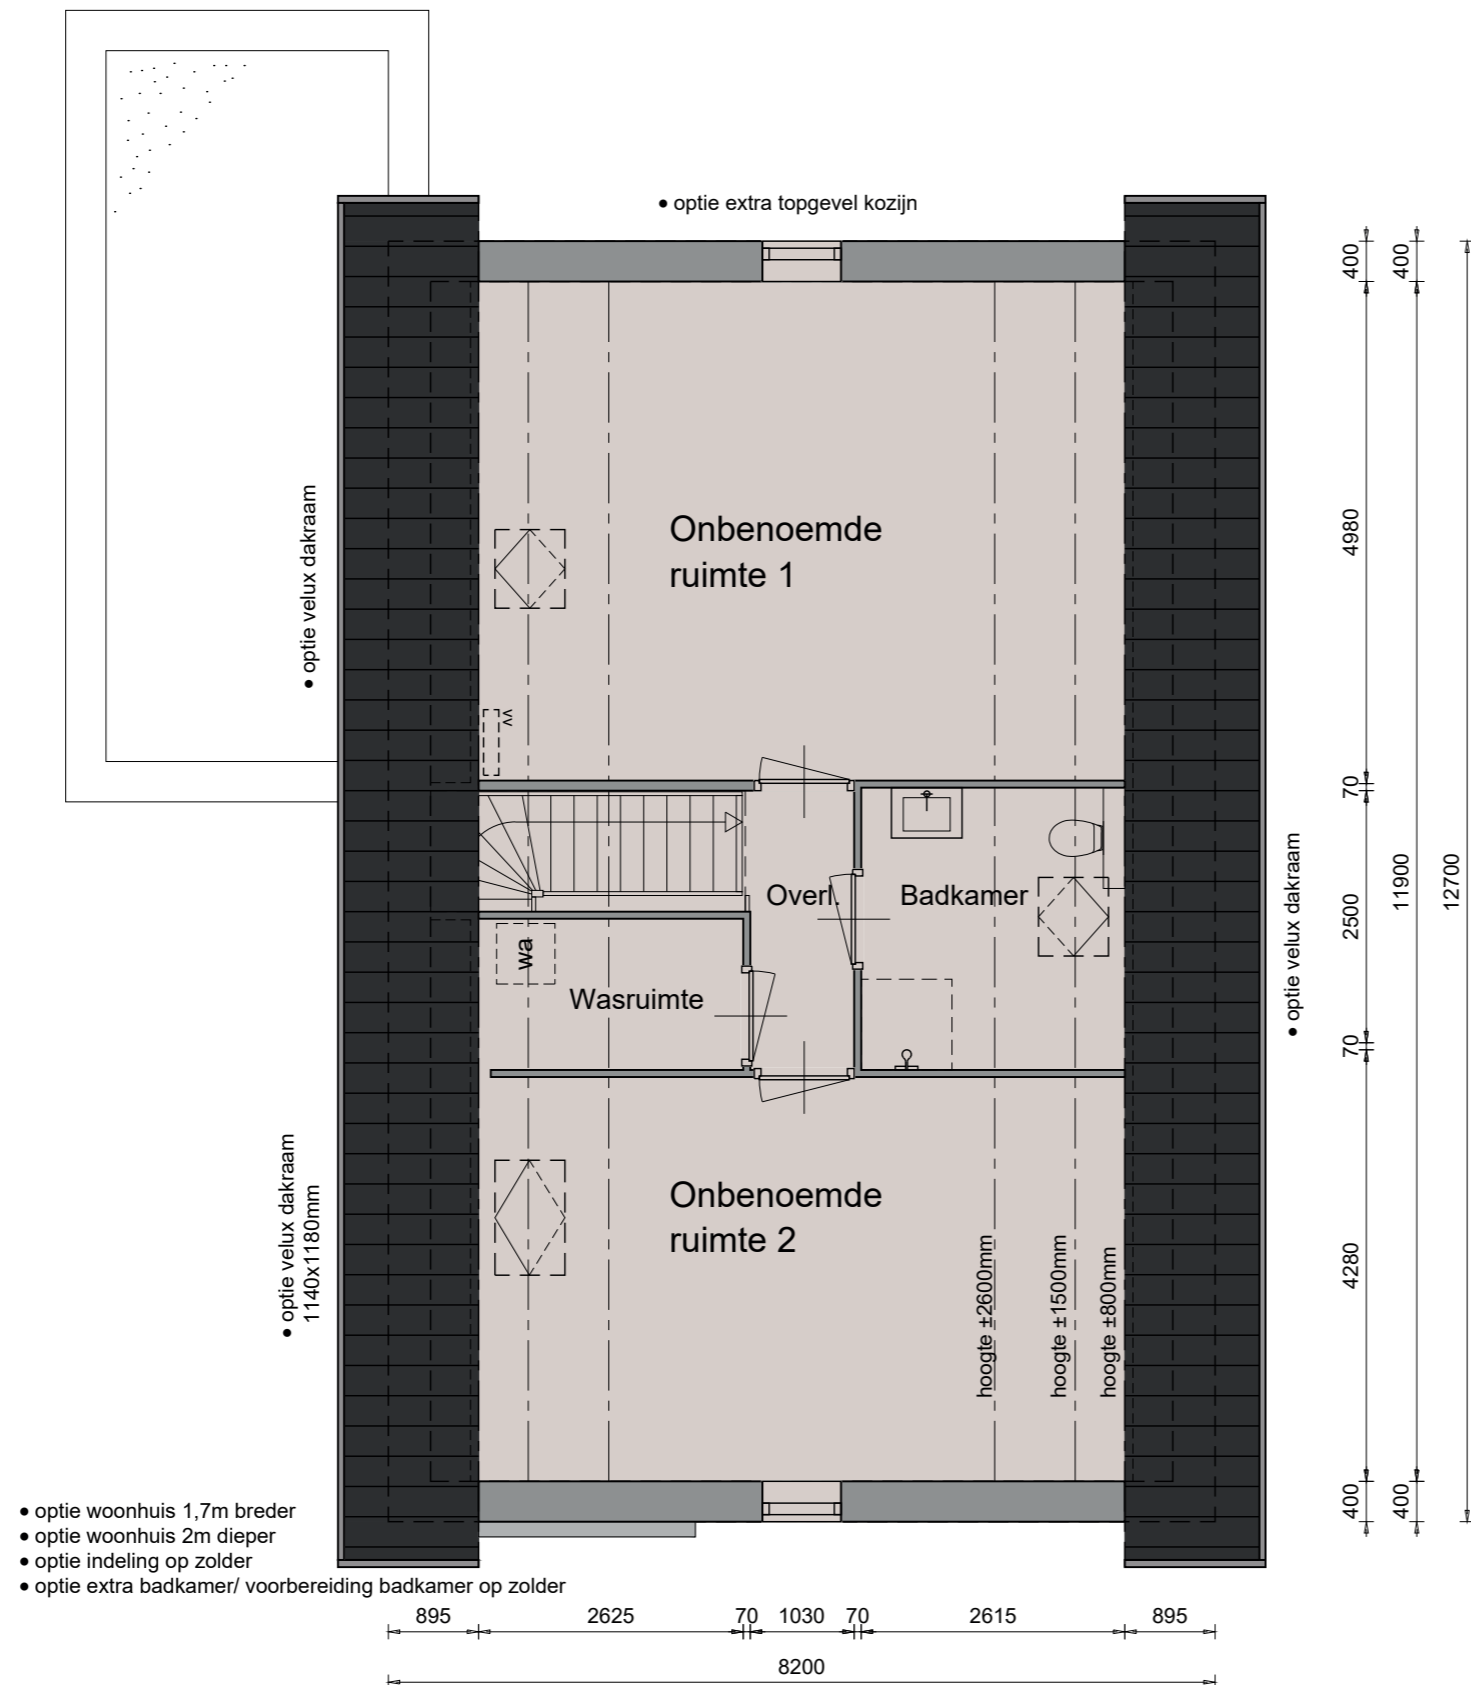 • optie extra topgevel kozijn
• optie velux dakraam
Onbenoemde
ruimte 1
vv
Overl.
Badkamer
wa
Wasruimte
• optie velux dakraam
• optie velux dakraam
1140x1180mm
Onbenoemde
ruimte 2
hoogte ±2600mm
hoogte ±1500mm
hoogte ±800mm
400
4980
70
2500
70
4280
400
400
11900
400
12700
• optie woonhuis 1,7m breder
• optie woonhuis 2m dieper
• optie indeling op zolder
• optie extra badkamer/ voorbereiding badkamer op zolder
895 2625 70 1030 70 2615 895
8200